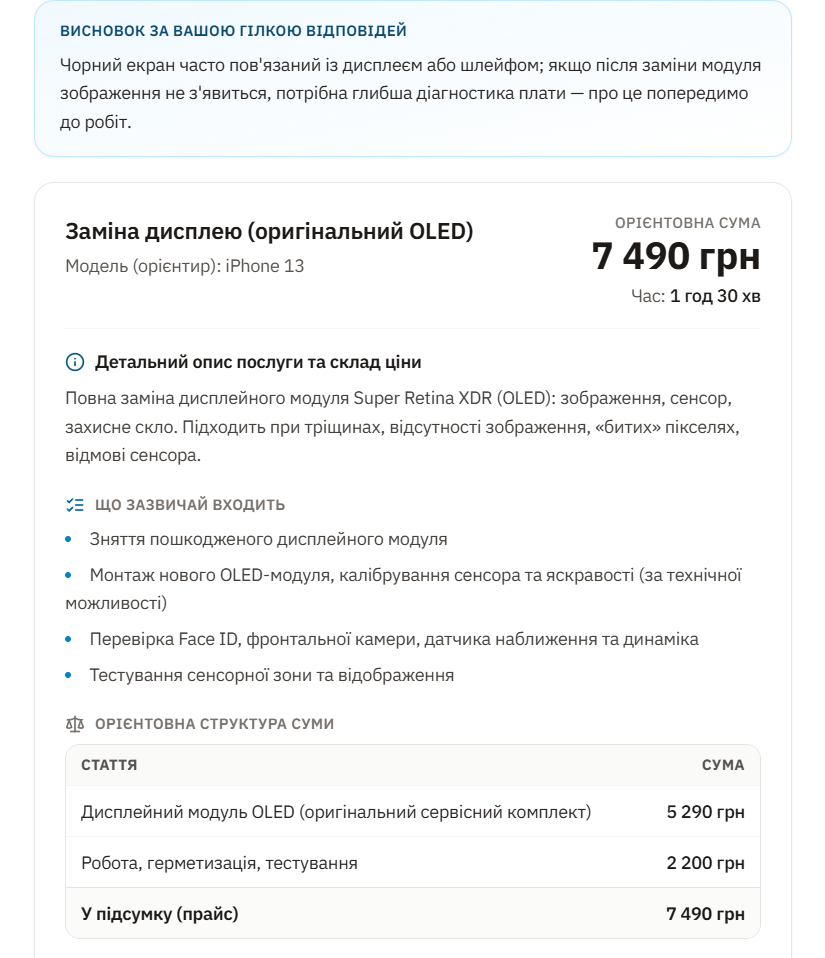 ВИСНОВОК ЗА ВАШОЮ ГІЛКОЮ ВІДПОВІДЕЙ
Чорний екран часто пов'язаний із дисплеєм або шлейфом; якщо після заміни модуля
зображення не з'явиться, потрібна глибша діагностика плати — про це попередимо
до робіт.
Заміна дисплею (оригінальний OLED)
Модель (орієнтир): iPhone 13
ОРІЄНТОВНА СУМА
7 490 грн
Час: 1 год 30 хв
Детальний опис послуги та склад ціни
Повна заміна дисплейного модуля Super Retina XDR (OLED): зображення, сенсор,
захисне скло. Підходить при тріщинах, відсутності зображення, «битих» пікселях,
відмові сенсора.
ЩО ЗАЗВИЧАЙ ВХОДИТЬ
• Зняття пошкодженого дисплейного модуля
• Монтаж нового OLED-модуля, калібрування сенсора та яскравості (за технічної
можливості)
• Перевірка Face ID, фронтальної камери, датчика наближення та динаміка
• Тестування сенсорної зони та відображення
ОРІЄНТОВНА СТРУКТУРА СУМИ
СТАТТЯ СУМА
Дисплейний модуль OLED (оригінальний сервісний комплект) 5 290 грн
Робота, герметизація, тестування 2 200 грн
У підсумку (прайс) 7 490 грн